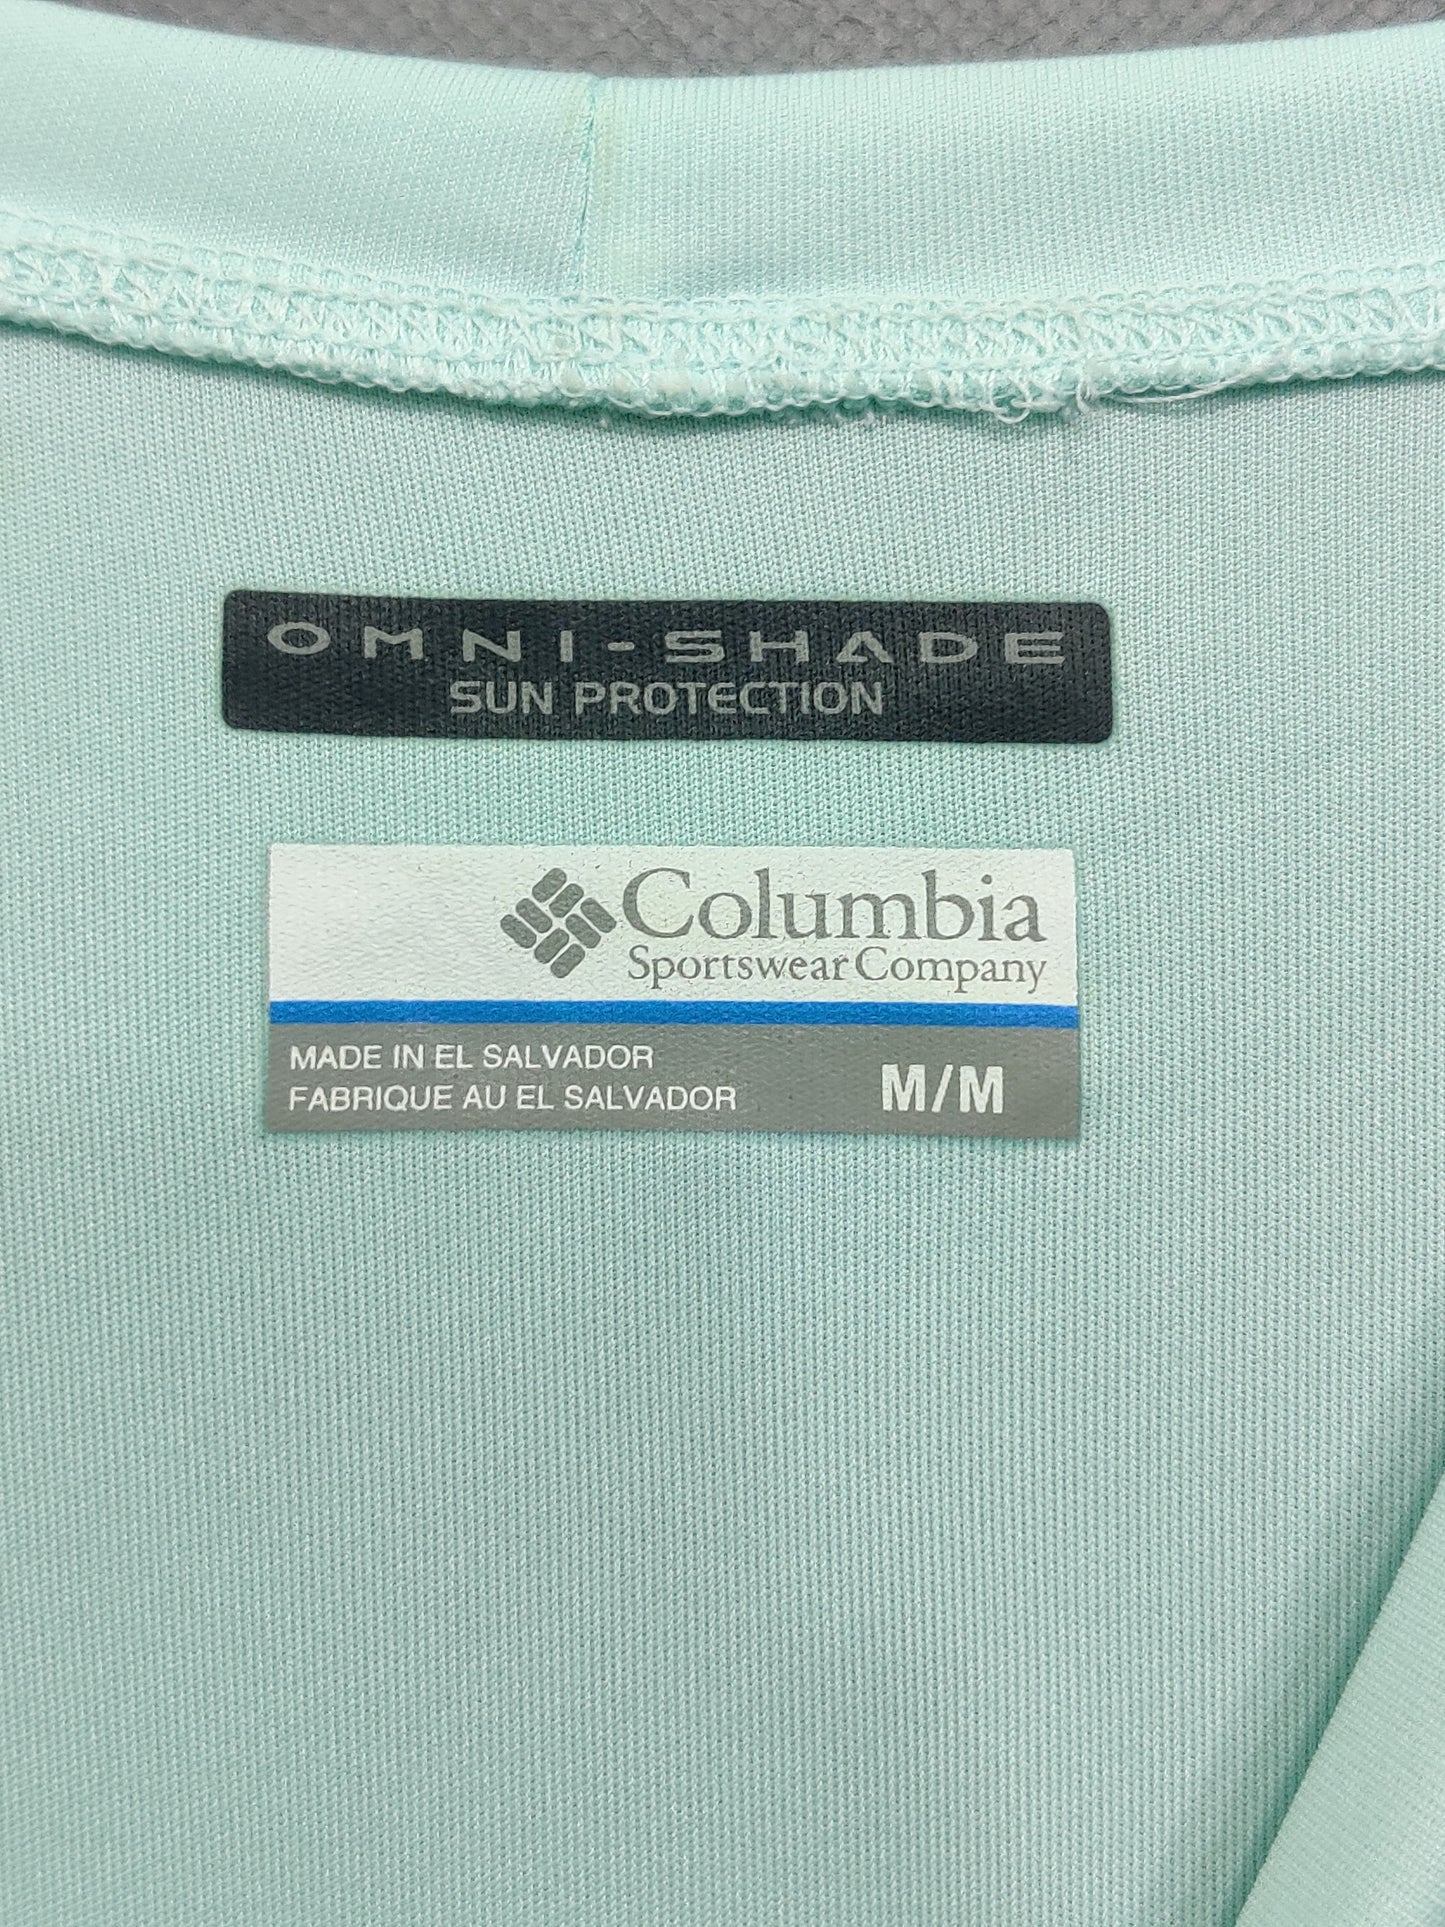 OMNI-SHADE
SUN PROTECTION
Columbia
Sportswear Company
MADE IN EL SALVADOR
FABRIQUE AU EL SALVADOR
M/M